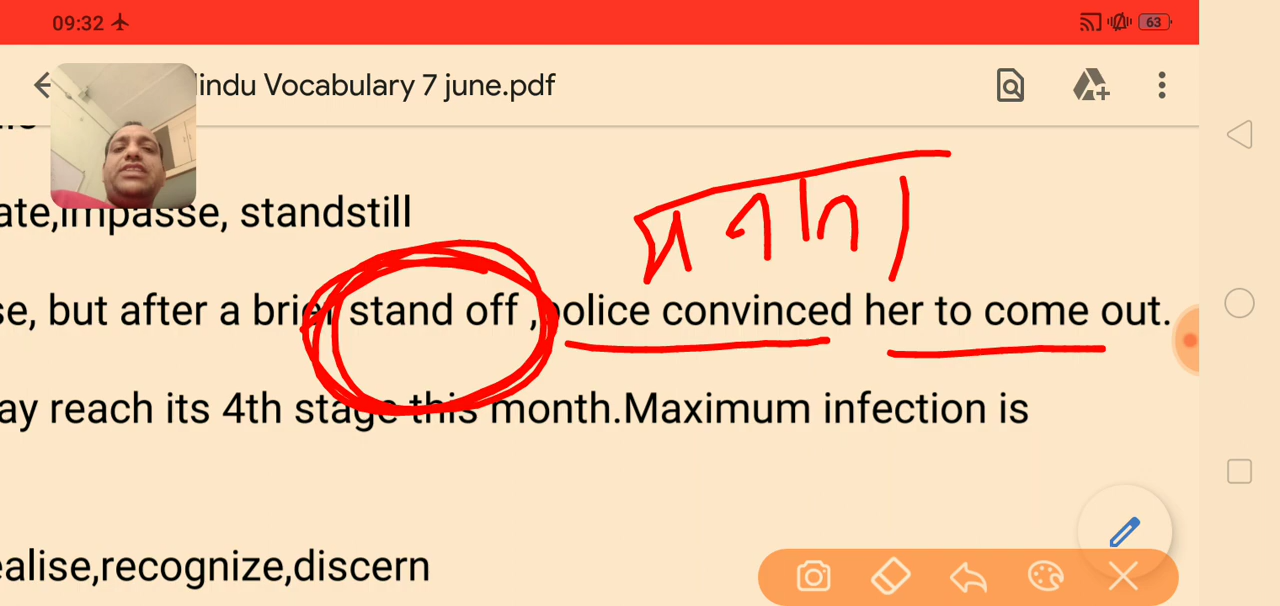 09:32
63
indu Vocabulary 7 june.pdf
ate,impasse, standstill
se, but after a brief stand off ,police convinced her to come out.
ay reach its 4th stage this month.Maximum infection is
ealise,recognize,discern